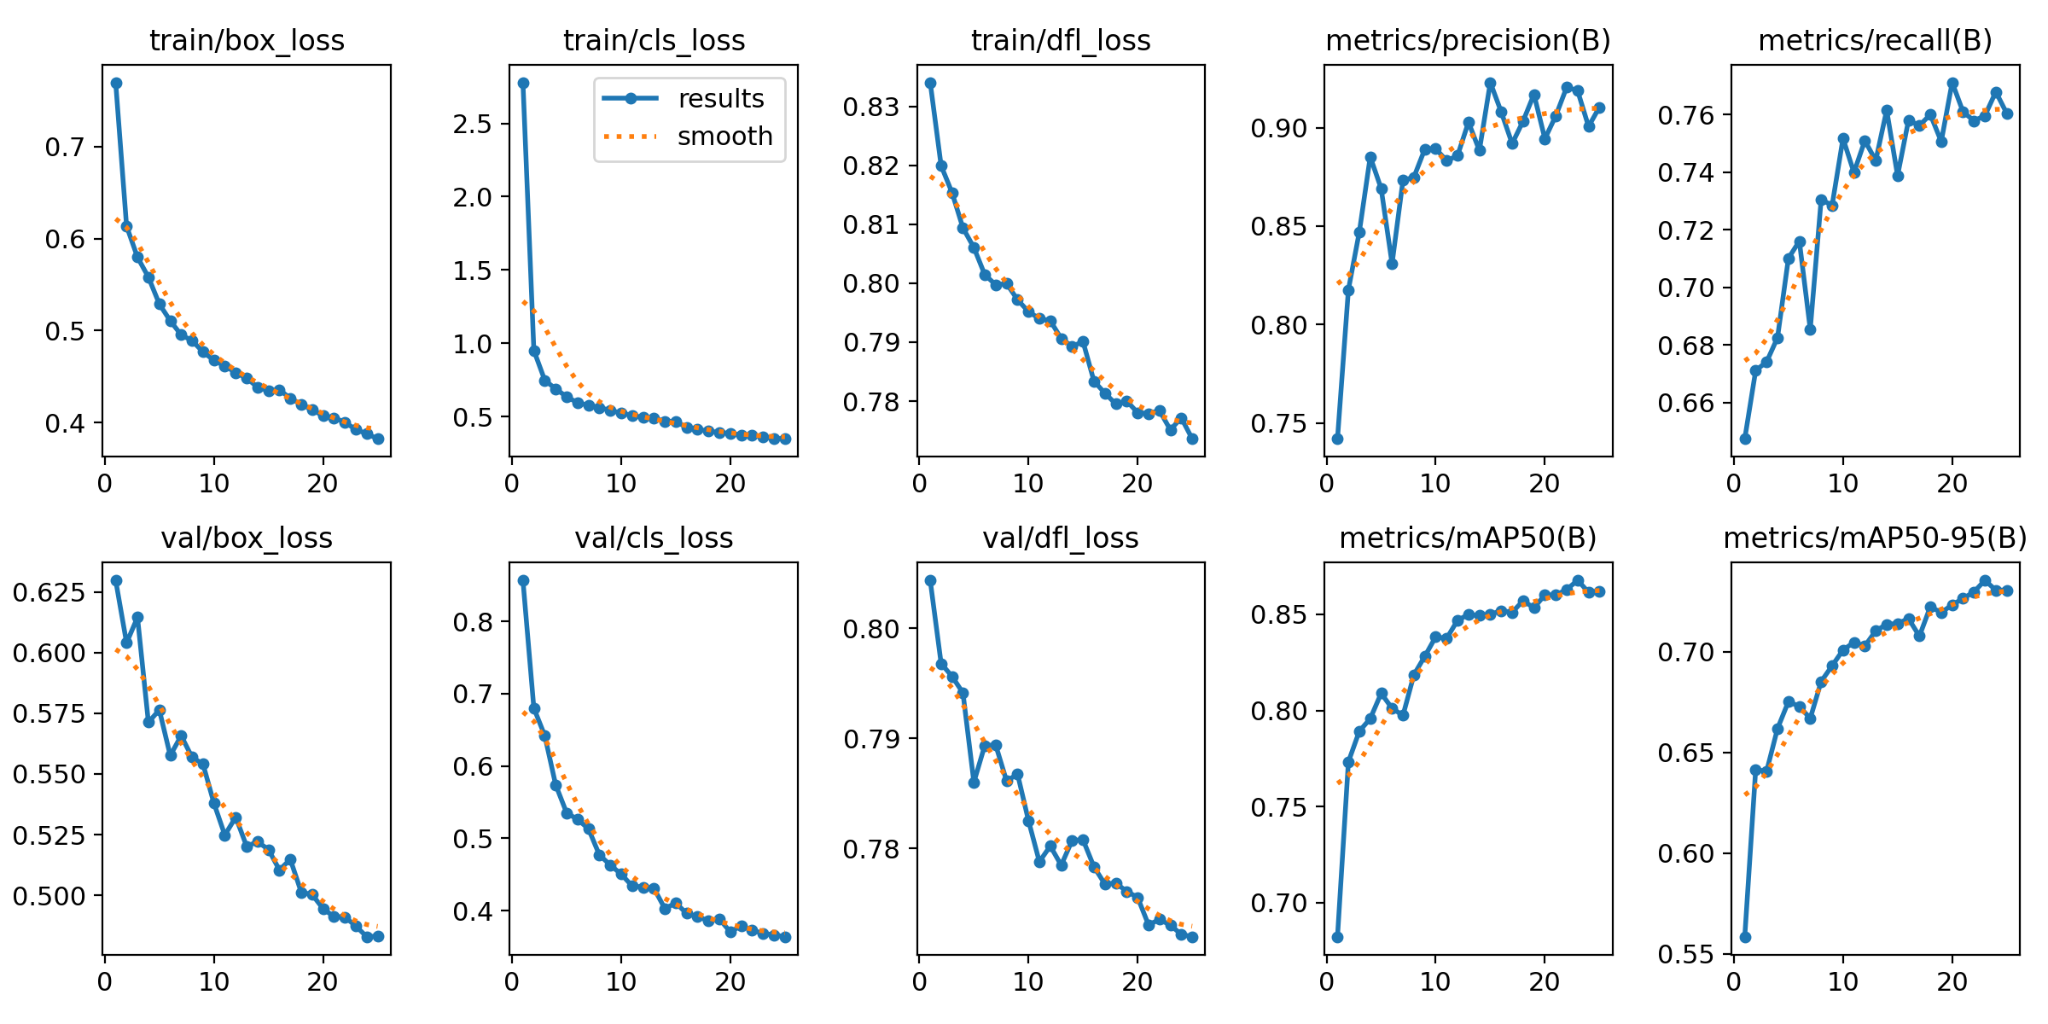 train/box_loss
0.7
0.6
0.5
0.4
0 10 20
train/cls_loss
results
smooth
2.5
2.0
1.5
1.0
0.5
0 10 20
train/dfl_loss
0.83
0.82
0.81
0.80
0.79
0.78
0 10 20
metrics/precision(B)
0.90
0.85
0.80
0.75
0 10 20
metrics/recall(B)
0.76
0.74
0.72
0.70
0.68
0.66
0 10 20
val/box_loss
0.625
0.600
0.575
0.550
0.525
0.500
0 10 20
val/cls_loss
0.8
0.7
0.6
0.5
0.4
0 10 20
val/dfl_loss
0.80
0.79
0.78
0 10 20
metrics/mAP50(B)
0.85
0.80
0.75
0.70
0 10 20
metrics/mAP50-95(B)
0.70
0.65
0.60
0.55
0 10 20